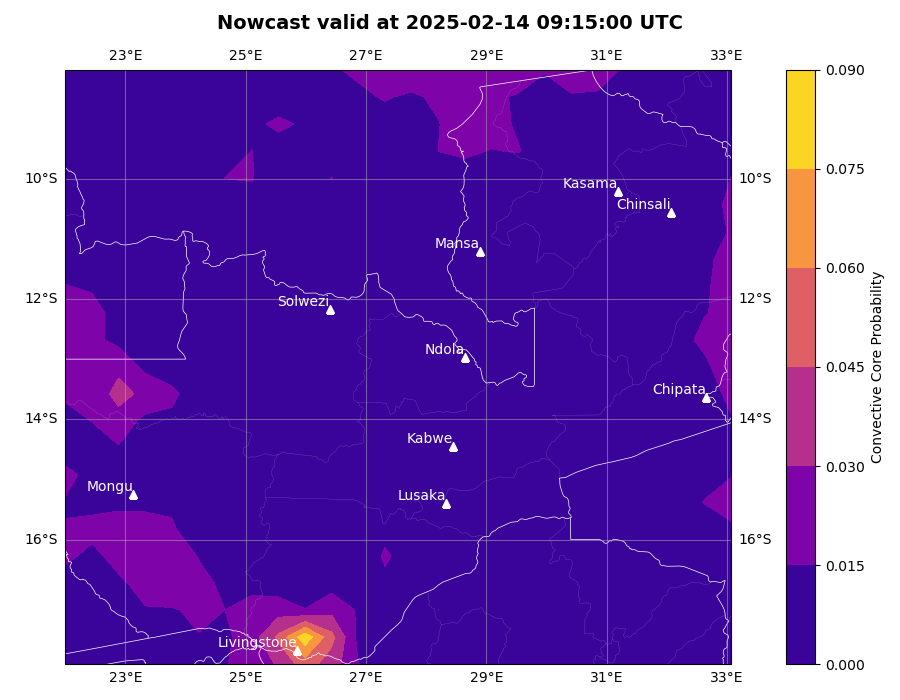 Nowcast valid at 2025-02-14 09:15:00 UTC
23°E 25°E 27°E 29°E 31°E 33°E
0.090
0.075
10°S Kasama 10°S
Chinsali
Mansa
0.060
12°S Solwezi 12°S
Ndola
0.045
Chipata
14°S 14°S
Kabwe
0.030
Mongu
Lusaka
16°S 16°S
0.015
Livingstone
0.000
23°E 25°E 27°E 29°E 31°E 33°E
Convective Core Probability